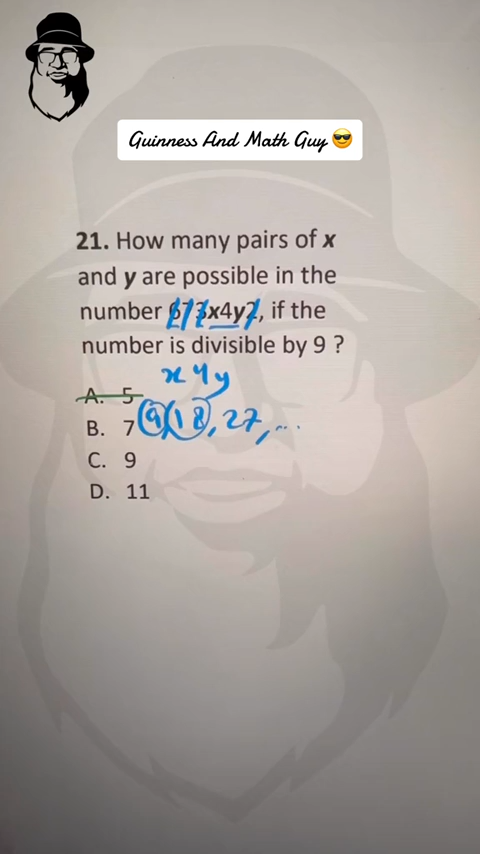 Guinness And Math Guy 😎
21. How many pairs of x
and y are possible in the
number 673x4y2, if the
number is divisible by 9 ?
x 4 y
A. 5
B. 7
9, 18, 27, ...
C. 9
D. 11